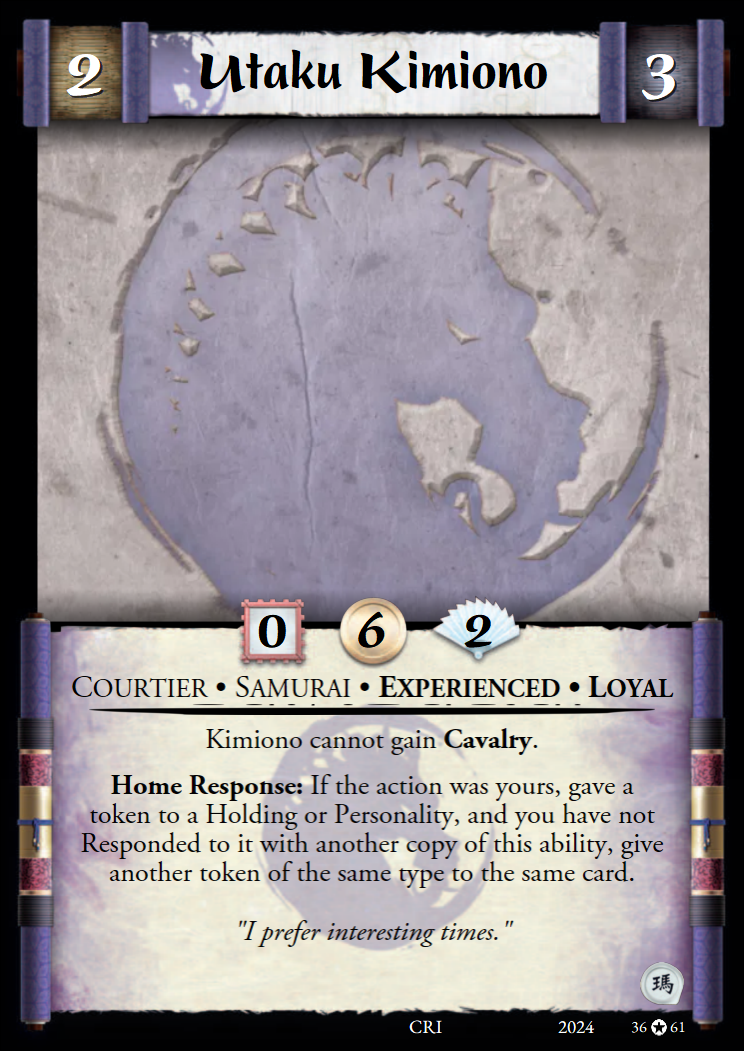 2 Utaku Kimiono 3
0 6 2
COURTIER • SAMURAI • EXPERIENCED • LOYAL
Kimiono cannot gain Cavalry.
Home Response: If the action was yours, gave a
token to a Holding or Personality, and you have not
Responded to it with another copy of this ability, give
another token of the same type to the same card.
"I prefer interesting times."
瑪
CRI 2024 36 ✪ 61